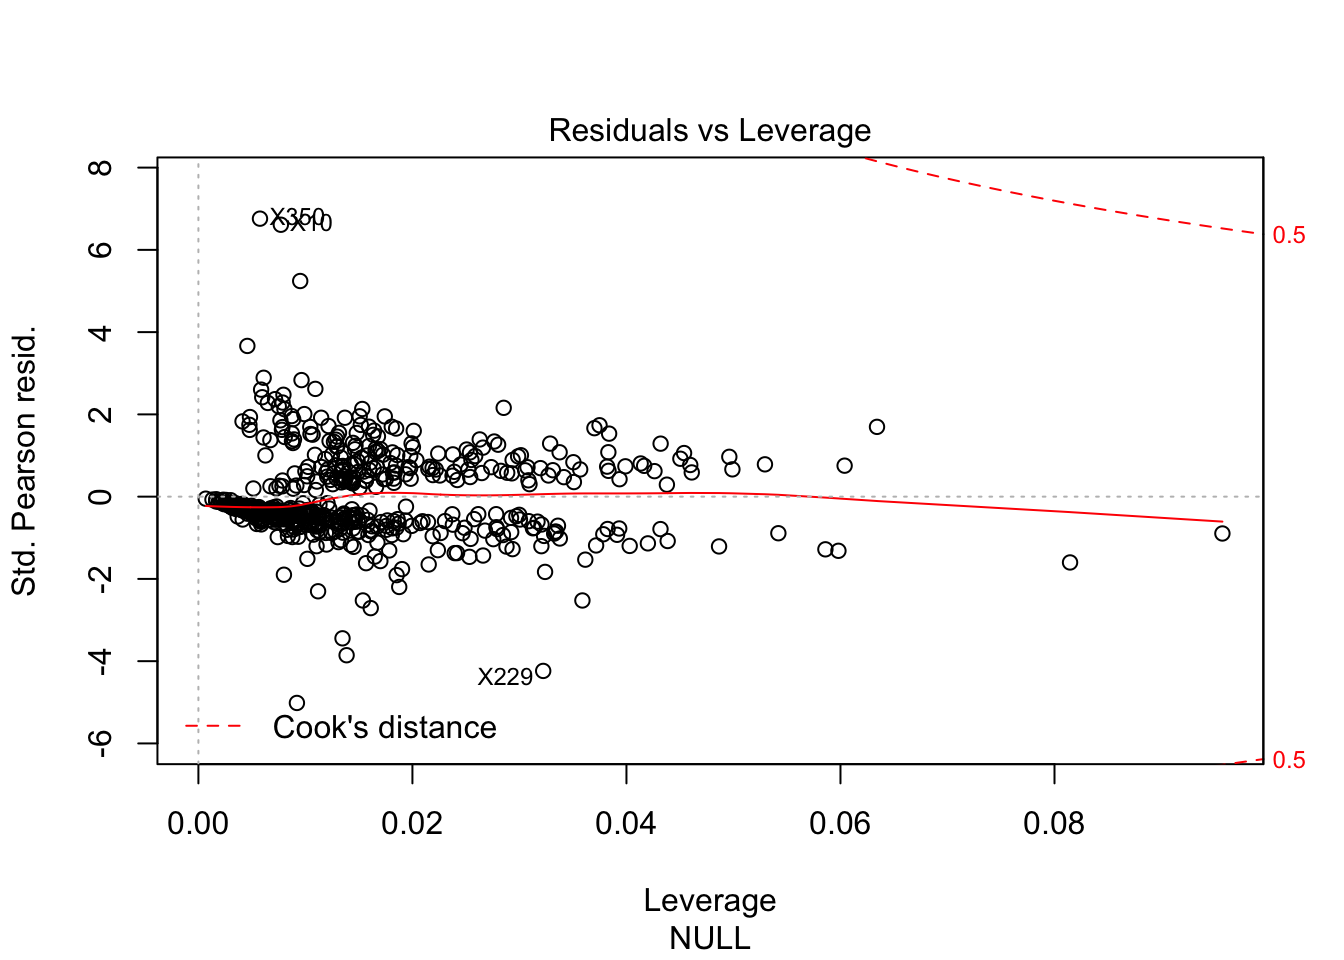 Residuals vs Leverage
Std. Pearson resid.
8
6
4
2
0
-2
-4
-6
X350
X10
X229
0.5
0.5
Cook's distance
0.00 0.02 0.04 0.06 0.08
Leverage
NULL